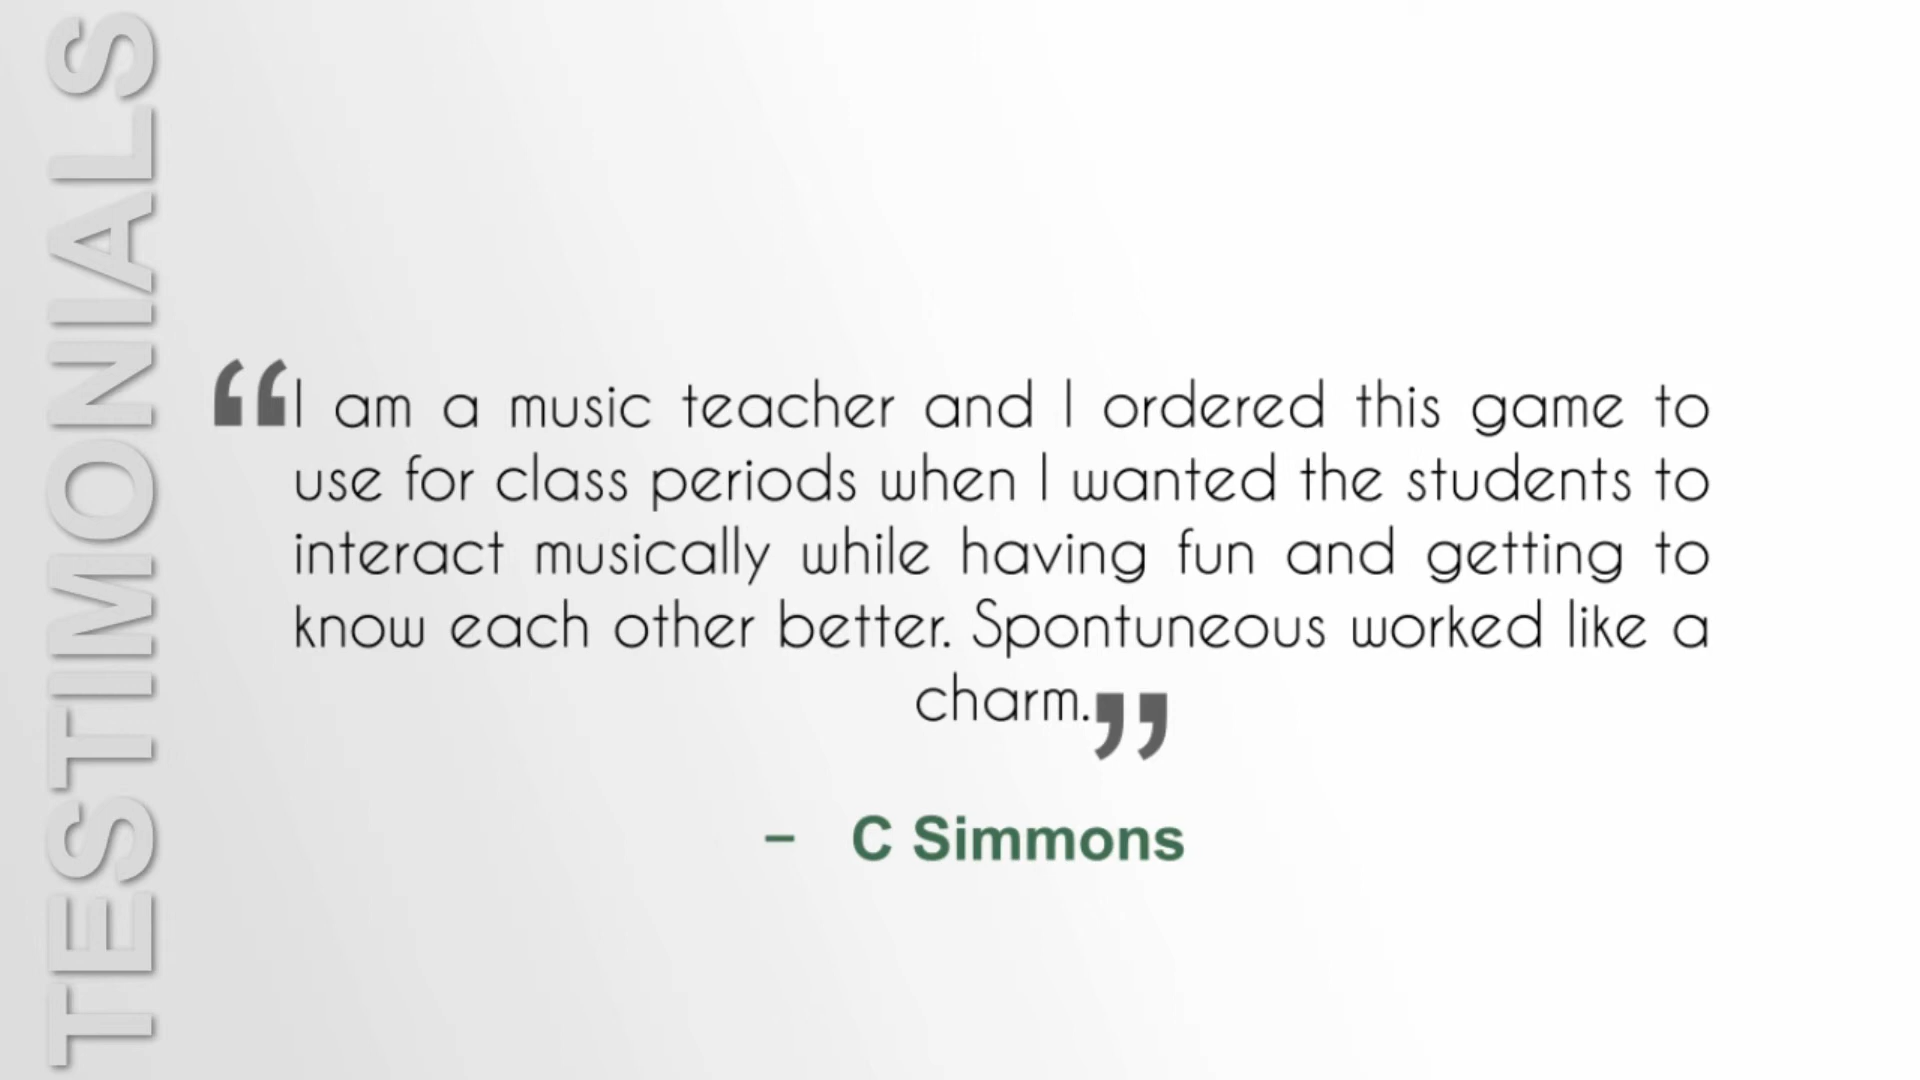 TESTIMONIALS
“I am a music teacher and I ordered this game to
use for class periods when I wanted the students to
interact musically while having fun and getting to
know each other better. Spontuneous worked like a
charm.”
– C Simmons